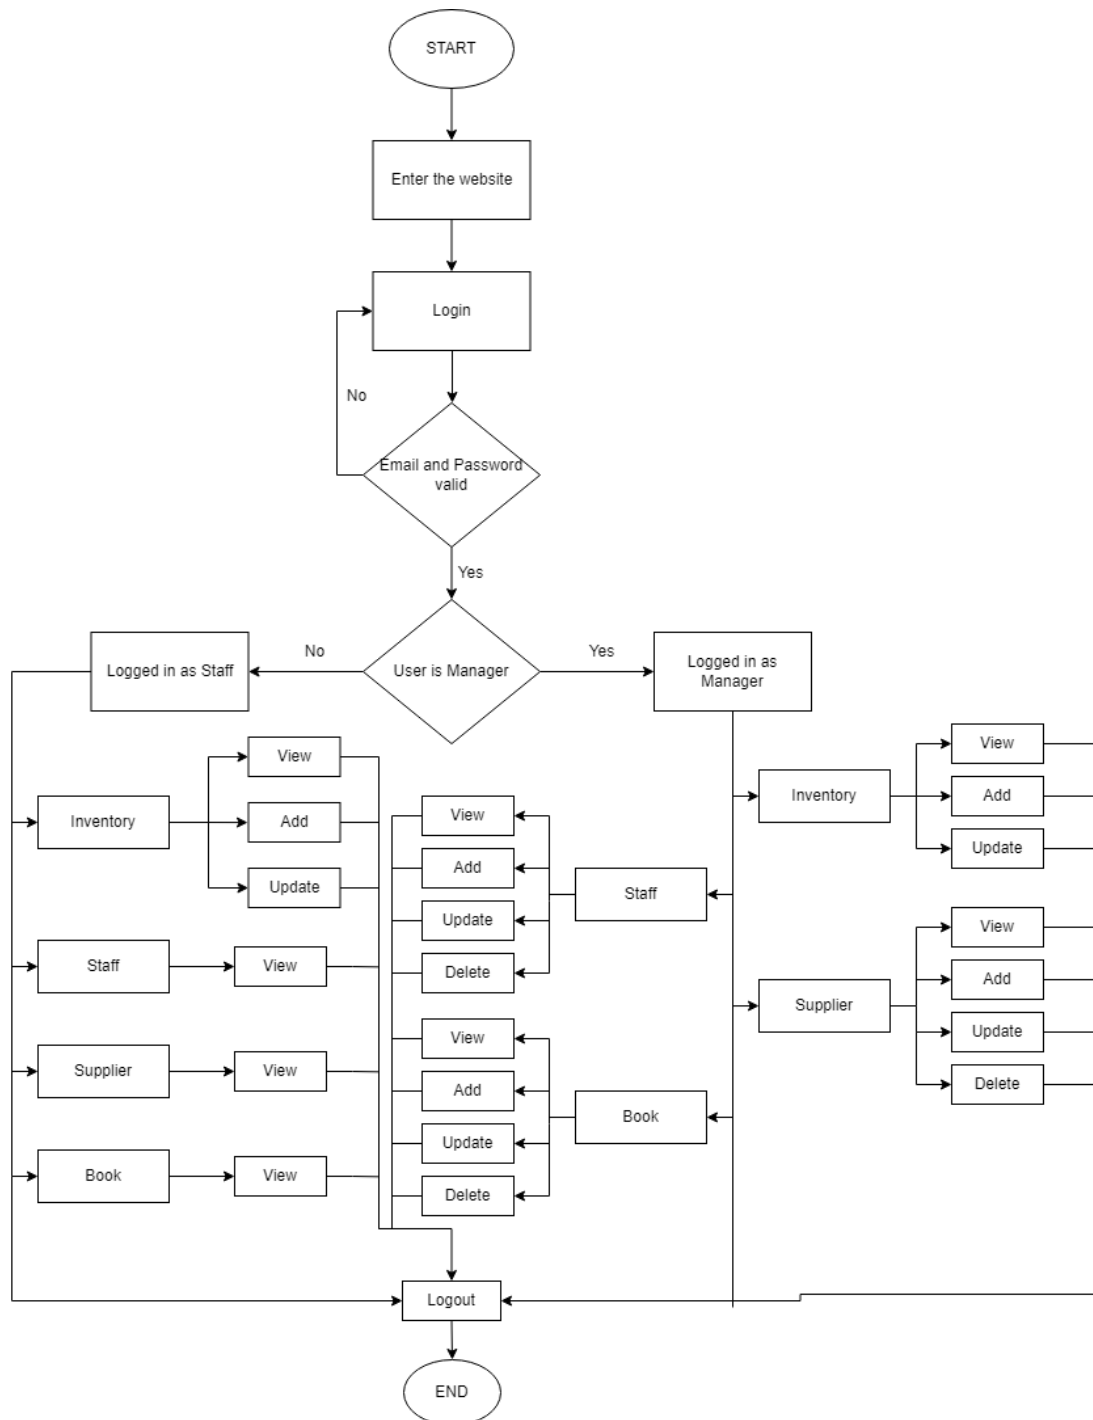 START
Enter the website
Login
No
Email and Password
valid
Yes
No
Yes
Logged in as Staff
User is Manager
Logged in as
Manager
View
View
Inventory
Add
Inventory
Add
Update
Update
View
Add
Staff
Update
Delete
Staff
View
View
Add
Supplier
Update
Delete
Supplier
View
View
Add
Book
Update
Delete
Book
View
Logout
END